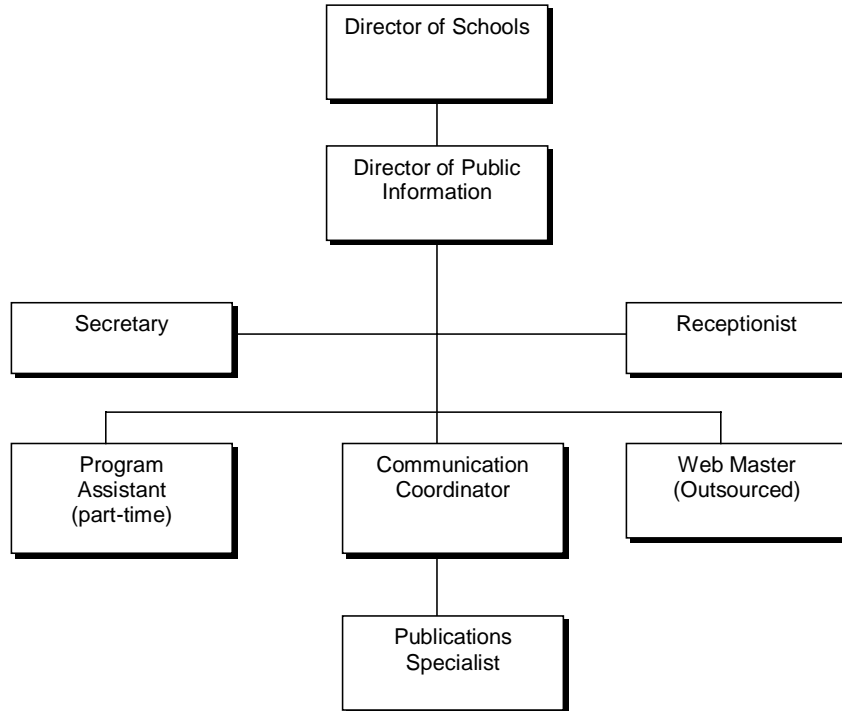 Director of Schools
Director of Public
Information
Secretary
Receptionist
Program
Assistant
(part-time)
Communication
Coordinator
Web Master
(Outsourced)
Publications
Specialist